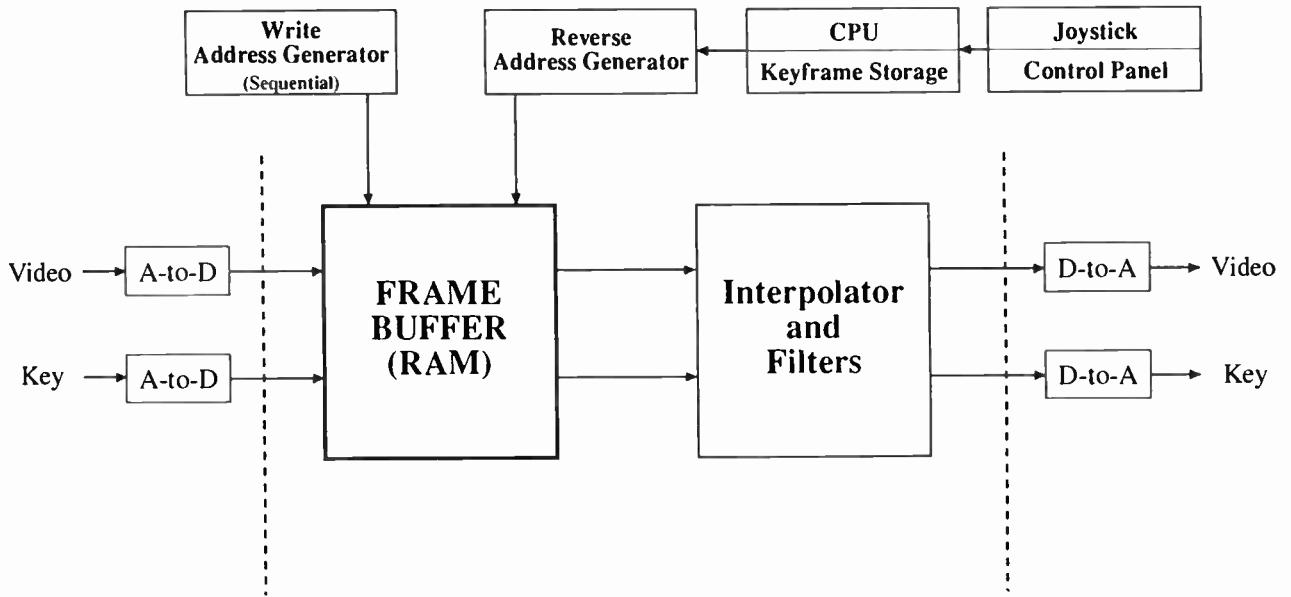 Write
Address Generator
(Sequential)
Reverse
Address Generator
CPU
Keyframe Storage
Joystick
Control Panel
Video
A-to-D
FRAME
BUFFER
(RAM)
Interpolator
and
Filters
D-to-A
Video
Key
A-to-D
D-to-A
Key